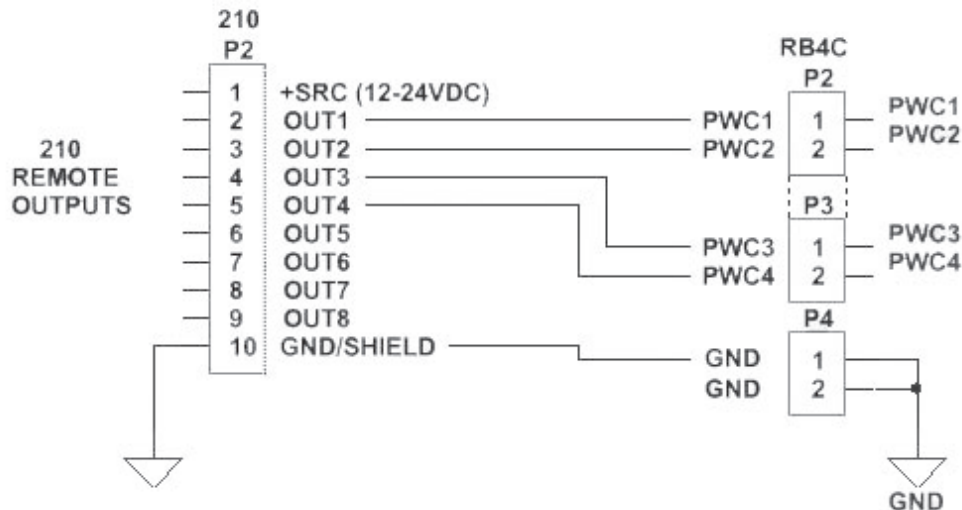 210
P2
1 +SRC (12-24VDC)
2 OUT1
3 OUT2
4 OUT3
5 OUT4
6 OUT5
7 OUT6
8 OUT7
9 OUT8
10 GND/SHIELD
210
REMOTE
OUTPUTS
RB4C
P2
PWC1 1 PWC1
PWC2 2 PWC2
P3
PWC3 1 PWC3
PWC4 2 PWC4
P4
GND 1
GND 2
GND